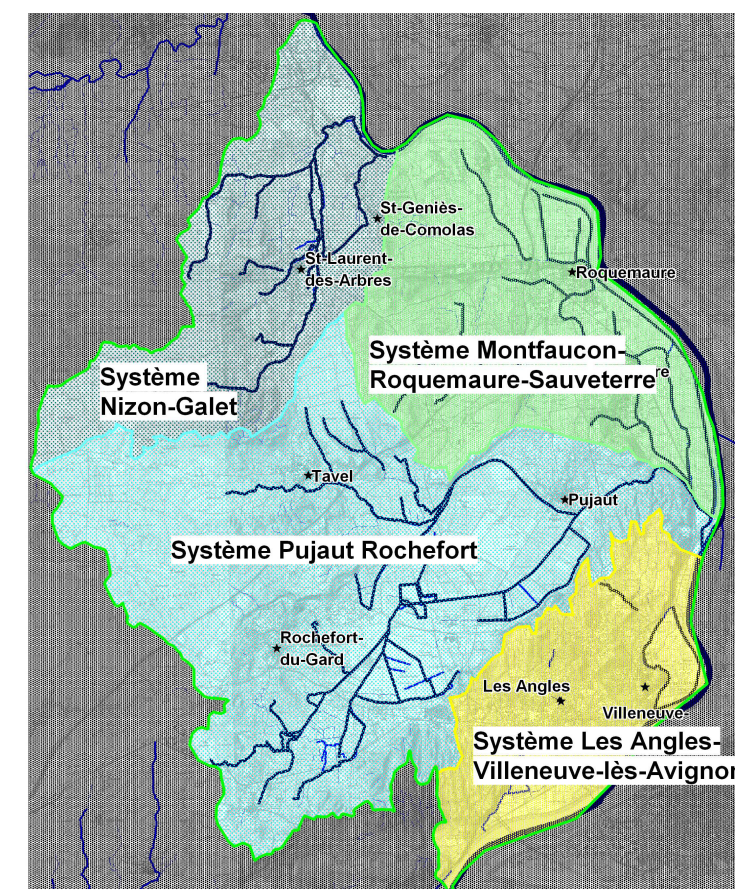 St-Geniès-
de-Comolas
St-Laurent-
des-Arbres
Roquemaure
Système Montfaucon-
Roquemaure-Sauveterre
re
Système
Nizon-Galet
Tavel
Pujaut
Système Pujaut Rochefort
Rochefort-
du-Gard
Les Angles
Villeneuve-
Système Les Angles-
Villeneuve-lès-Avignon